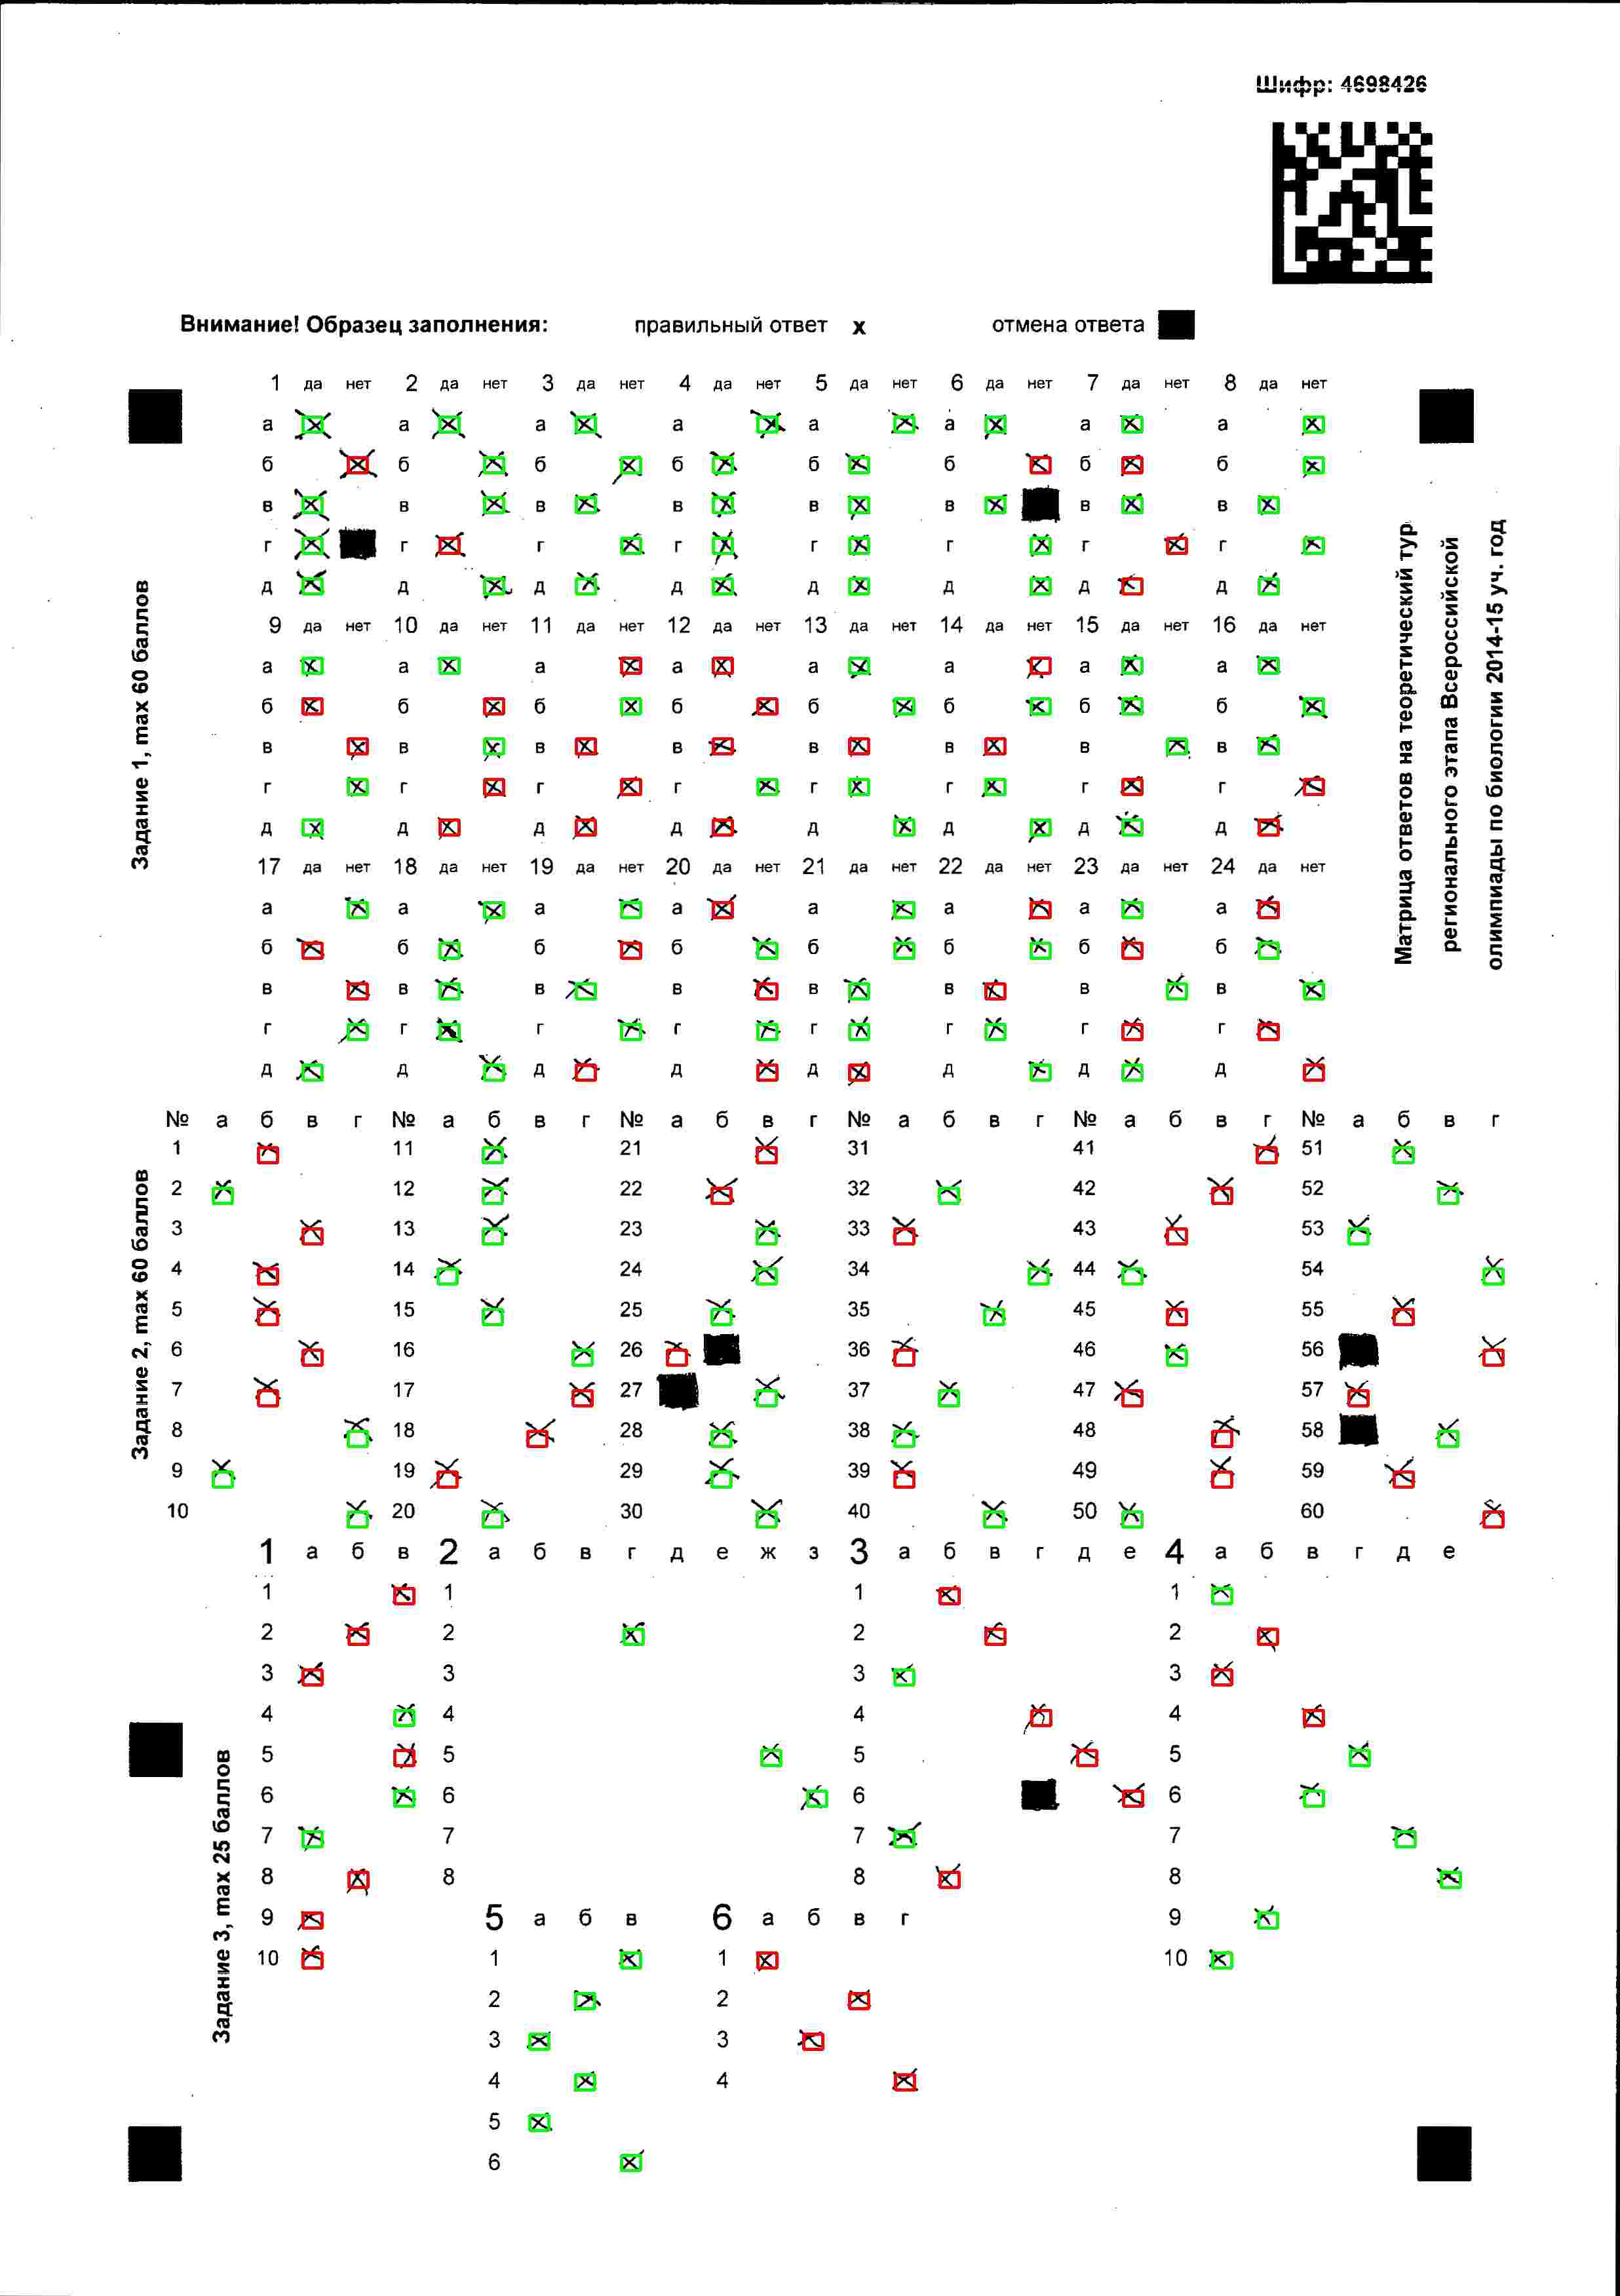 Шифр: 4698426
Внимание! Образец заполнения: правильный ответ х отмена ответа
1 да нет 2 да нет 3 да нет 4 да нет 5 да нет 6 да нет 7 да нет 8 да нет
а а а а а а а а
б б б б б б б б
в в в в в в в в
г г г г г г г г
д д д д д д д д
9 да нет 10 да нет 11 да нет 12 да нет 13 да нет 14 да нет 15 да нет 16 да нет
а а а а а а а а
б б б б б б б б
в в в в в в в в
г г г г г г г г
д д д д д д д д
17 да нет 18 да нет 19 да нет 20 да нет 21 да нет 22 да нет 23 да нет 24 да нет
а а а а а а а а
б б б б б б б б
в в в в в в в в
г г г г г г г г
д д д д д д д д
Задание 1, max 60 баллов
Матрица ответов на теоретический тур
регионального этапа Всероссийской
олимпиады по биологии 2014-15 уч. год
№ а б в г № а б в г № а б в г № а б в г № а б в г № а б в г
1 11 21 31 41 51
2 12 22 32 42 52
3 13 23 33 43 53
4 14 24 34 44 54
5 15 25 35 45 55
6 16 26 36 46 56
7 17 27 37 47 57
8 18 28 38 48 58
9 19 29 39 49 59
10 20 30 40 50 60
Задание 2, max 60 баллов
1 а б в 2 а б в г д е ж з 3 а б в г д е 4 а б в г д е
1 1 1 1
2 2 2 2
3 3 3 3
4 4 4 4
5 5 5 5
6 6 6 6
7 7 7 7
8 8 8 8
9 5 а б в 6 а б в г 9
10 1 1 10
2 2
3 3
4 4
5
6
Задание 3, max 25 баллов